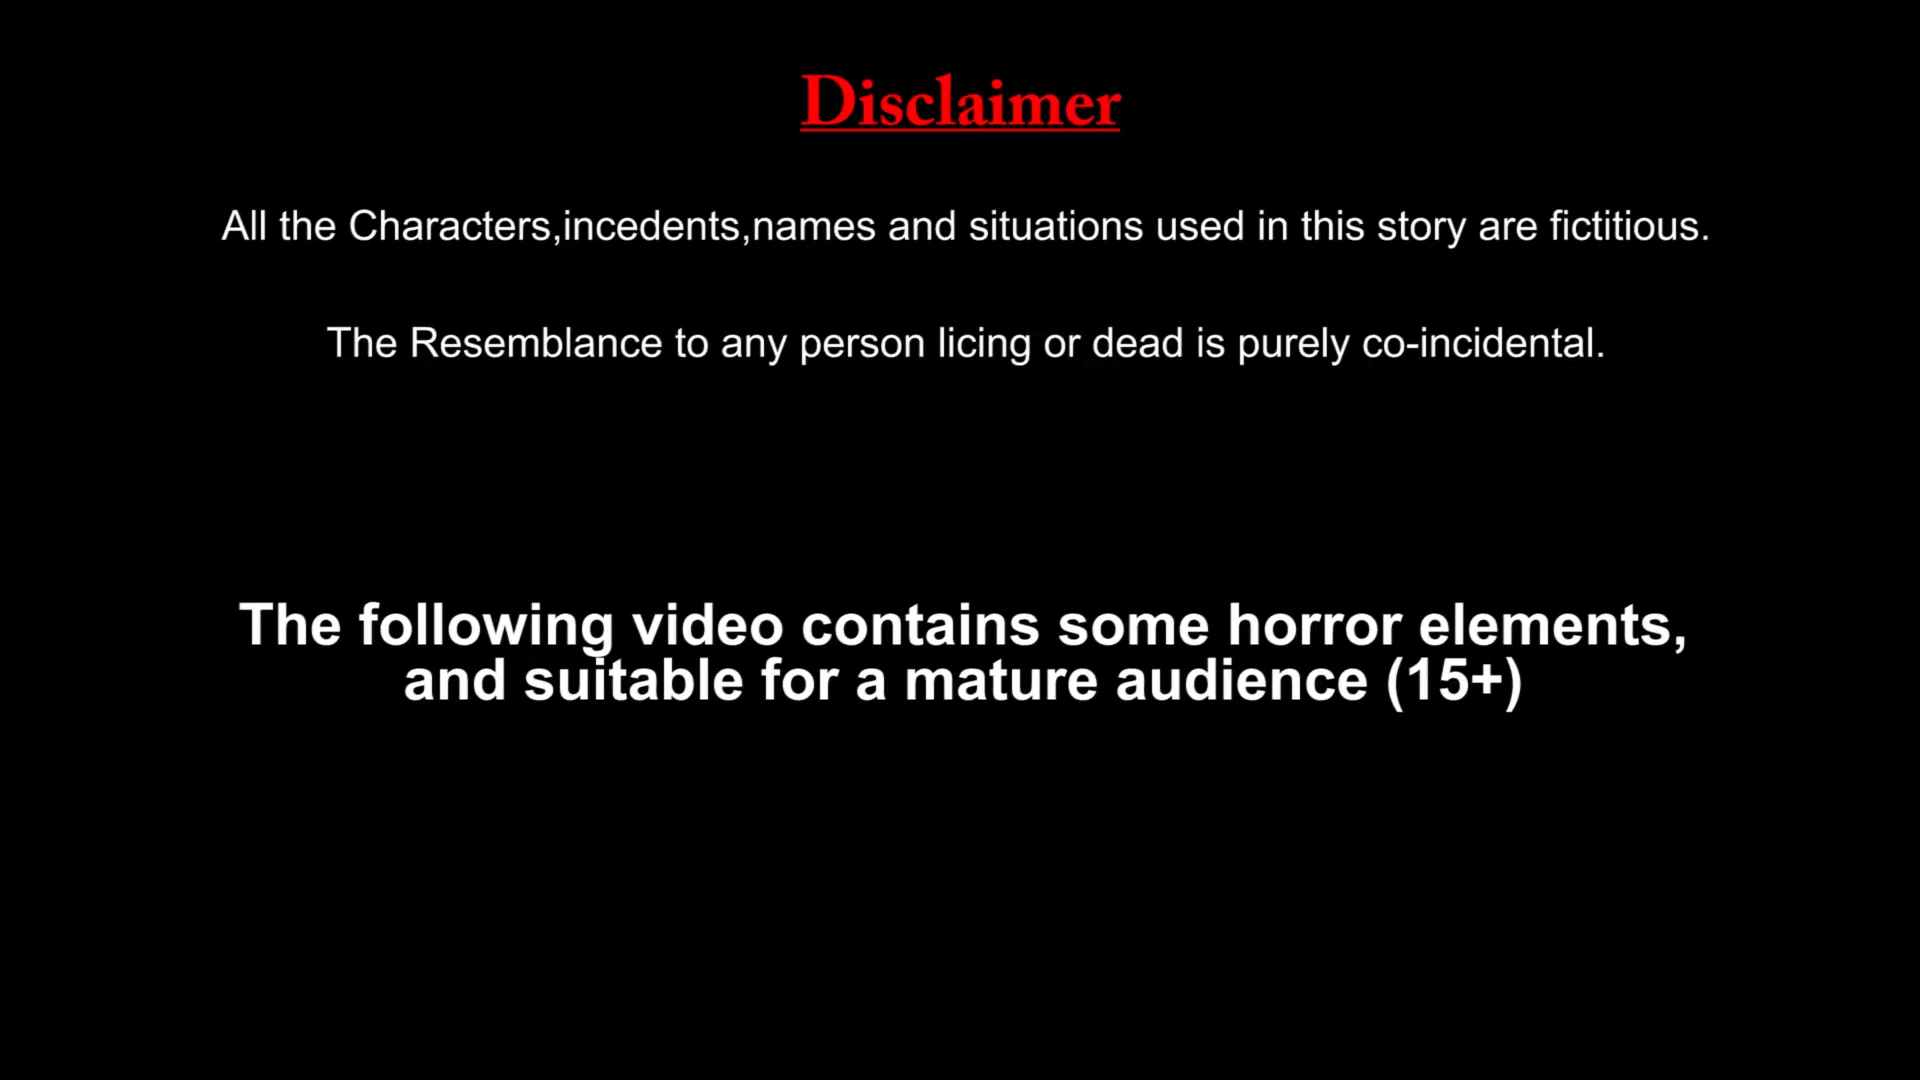 Disclaimer
All the Characters,incedents,names and situations used in this story are fictitious.
The Resemblance to any person licing or dead is purely co-incidental.
The following video contains some horror elements,
and suitable for a mature audience (15+)